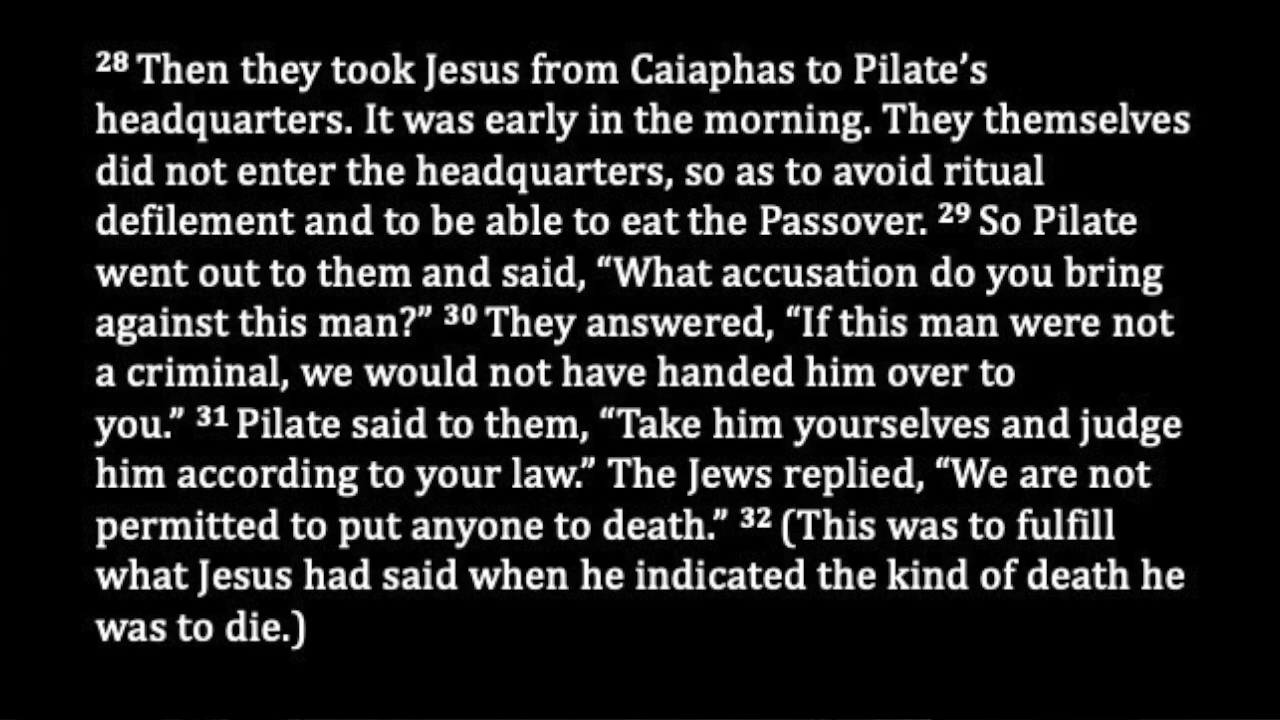 28 Then they took Jesus from Caiaphas to Pilate’s
headquarters. It was early in the morning. They themselves
did not enter the headquarters, so as to avoid ritual
defilement and to be able to eat the Passover. 29 So Pilate
went out to them and said, “What accusation do you bring
against this man?” 30 They answered, “If this man were not
a criminal, we would not have handed him over to
you.” 31 Pilate said to them, “Take him yourselves and judge
him according to your law.” The Jews replied, “We are not
permitted to put anyone to death.” 32 (This was to fulfill
what Jesus had said when he indicated the kind of death he
was to die.)